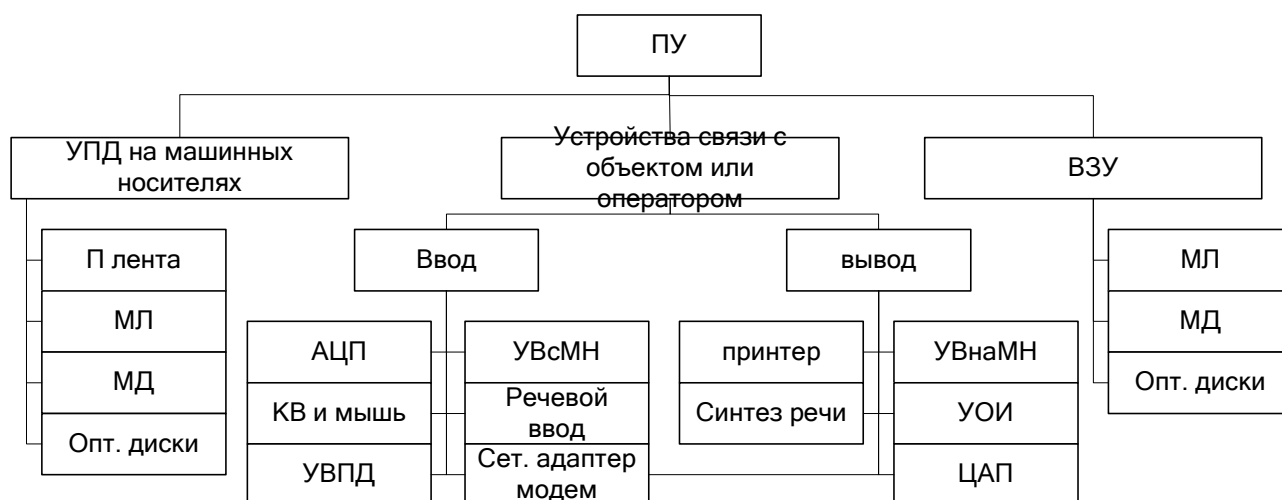 ПУ
УПД на машинных
носителях
Устройства связи с
объектом или
оператором
ВЗУ
П лента
МЛ
МД
Опт. диски
Ввод
вывод
АЦП
КВ и мышь
УВПД
УВсМН
Речевой
ввод
Сет. адаптер
модем
принтер
Синтез речи
УВнаМН
УОИ
ЦАП
МЛ
МД
Опт. диски